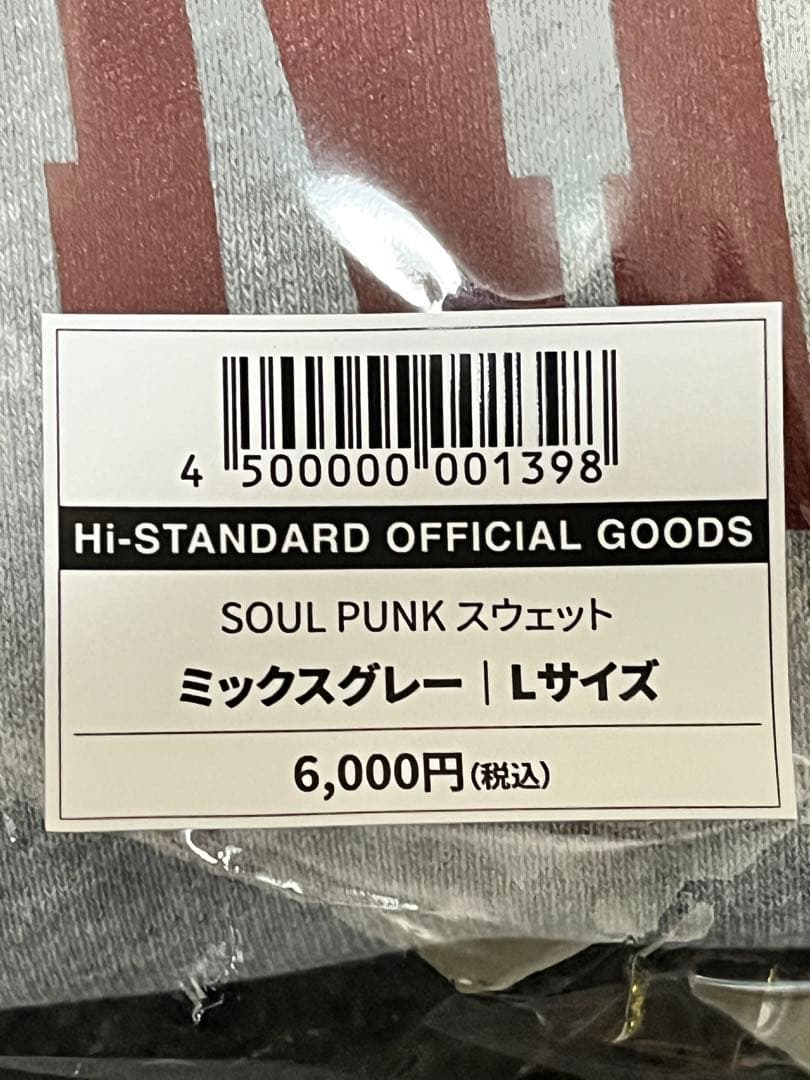 4 500000 001398
Hi-STANDARD OFFICIAL GOODS
SOUL PUNK スウェット
ミックスグレー｜Lサイズ
6,000円(税込)